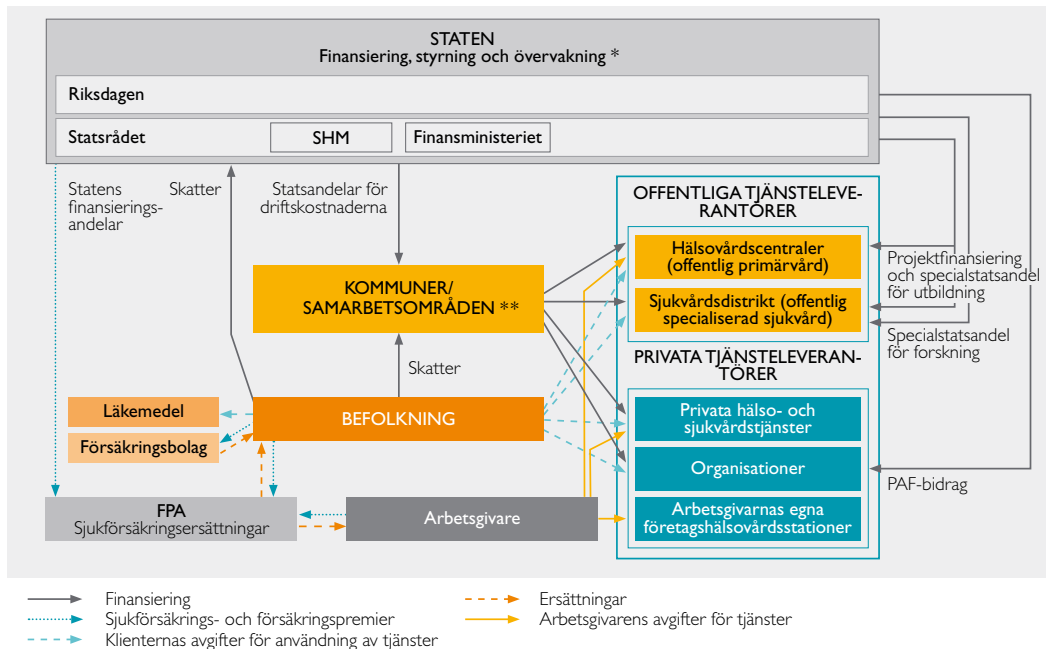 STATEN
Finansiering, styrning och övervakning *
Riksdagen
Statsrådet
SHM
Finansministeriet
Statens
finansierings-
andelar
Skatter
Statsandelar för
driftskostnaderna
OFFENTLIGA TJÄNSTELEVE-
RANTÖRER
Hälsovårdscentraler
(offentlig primärvård)
Sjukvårdsdistrikt (offentlig
specialiserad sjukvård)
Projektfinansiering
och specialstatsandel
för utbildning
Specialstatsandel
för forskning
KOMMUNER/
SAMARBETSOMRÅDEN **
Skatter
PRIVATA TJÄNSTELEVERAN-
TÖRER
Privata hälso- och
sjukvårdstjänster
Organisationer
Arbetsgivarnas egna
företagshälsovårdsstationer
PAF-bidrag
Läkemedel
Försäkringsbolag
BEFOLKNING
FPA
Sjukförsäkringsersättningar
Arbetsgivare
Finansiering
Sjukförsäkrings- och försäkringspremier
Klienternas avgifter för användning av tjänster
Ersättningar
Arbetsgivarens avgifter för tjänster